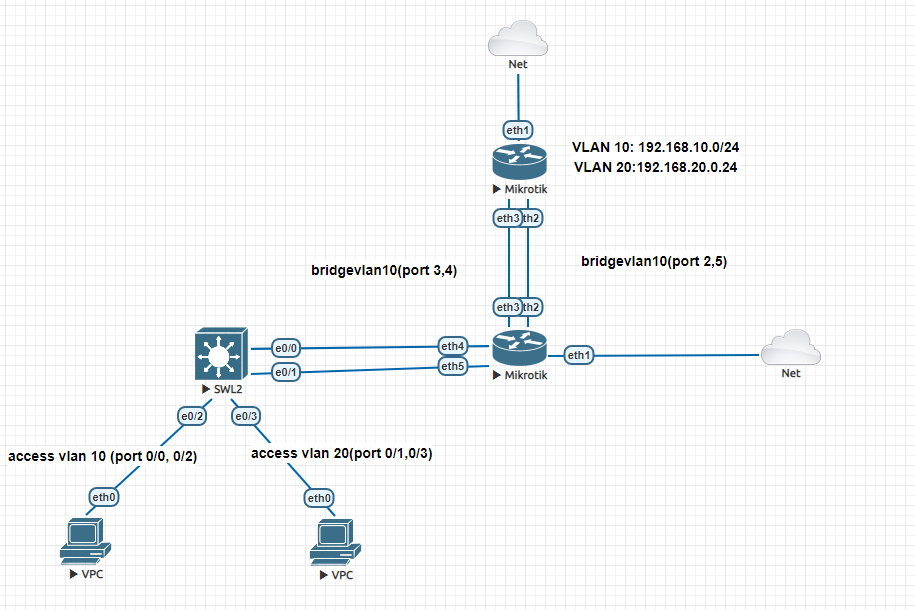 Net
eth1
VLAN 10: 192.168.10.0/24
VLAN 20:192.168.20.0.24
Mikrotik
eth3 th2
bridgevlan10(port 3,4)
bridgevlan10(port 2,5)
eth3 th2
e0/0
eth4
eth1
e0/1
eth5
Mikrotik
Net
SWL2
e0/2
e0/3
access vlan 10 (port 0/0, 0/2)
access vlan 20(port 0/1,0/3)
eth0
eth0
VPC
VPC